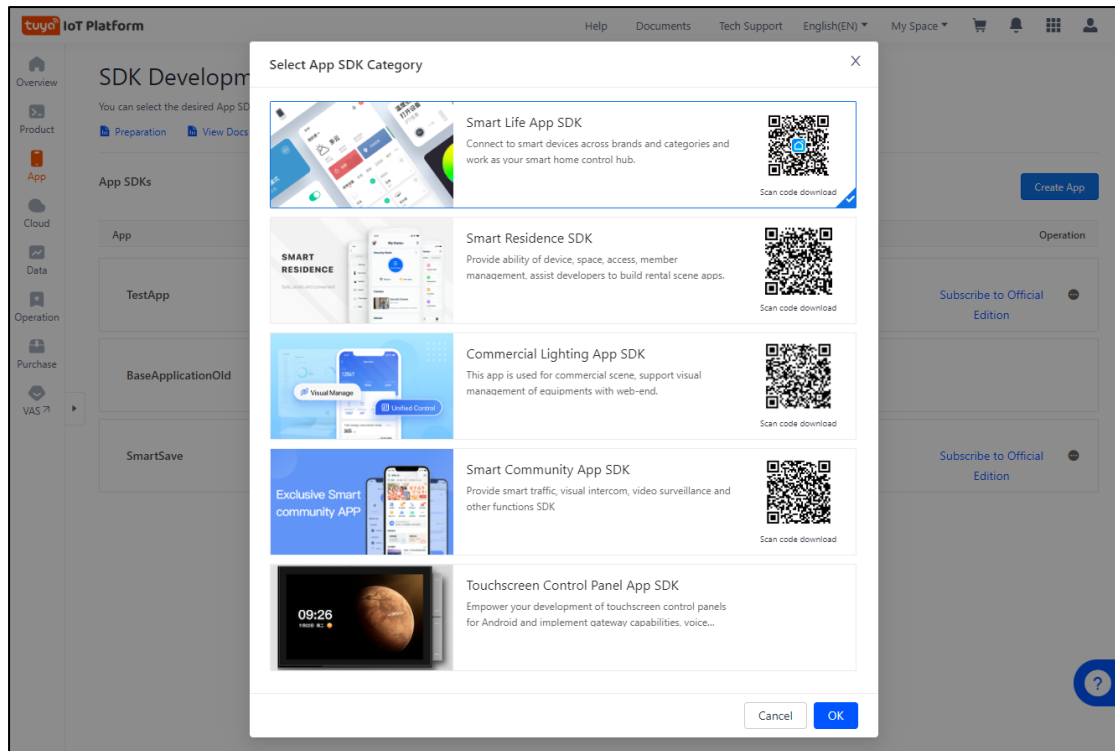 tuya IoT Platform
Help Documents Tech Support English(EN) My Space
Overview
Product
App
Cloud
Data
Operation
Purchase
VAS
SDK Developm
You can select the desired App SD
Preparation View Docs
App SDKs
Create App
App Operation
TestApp
Subscribe to Official
Edition
BaseApplicationOld
SmartSave
Subscribe to Official
Edition
Select App SDK Category
Smart Life App SDK
Connect to smart devices across brands and categories and
work as your smart home control hub.
Scan code download
SMART
RESIDENCE
Smart Residence SDK
Provide ability of device, space, access, member
management, assist developers to build rental scene apps.
Scan code download
Visual Manage
Unified Control
Commercial Lighting App SDK
This app is used for commercial scene, support visual
management of equipments with web-end.
Scan code download
Exclusive Smart
community APP
Smart Community App SDK
Provide smart traffic, visual intercom, video surveillance and
other functions SDK
Scan code download
09:26
Touchscreen Control Panel App SDK
Empower your development of touchscreen control panels
for Android and implement gateway capabilities, voice...
Cancel OK
?